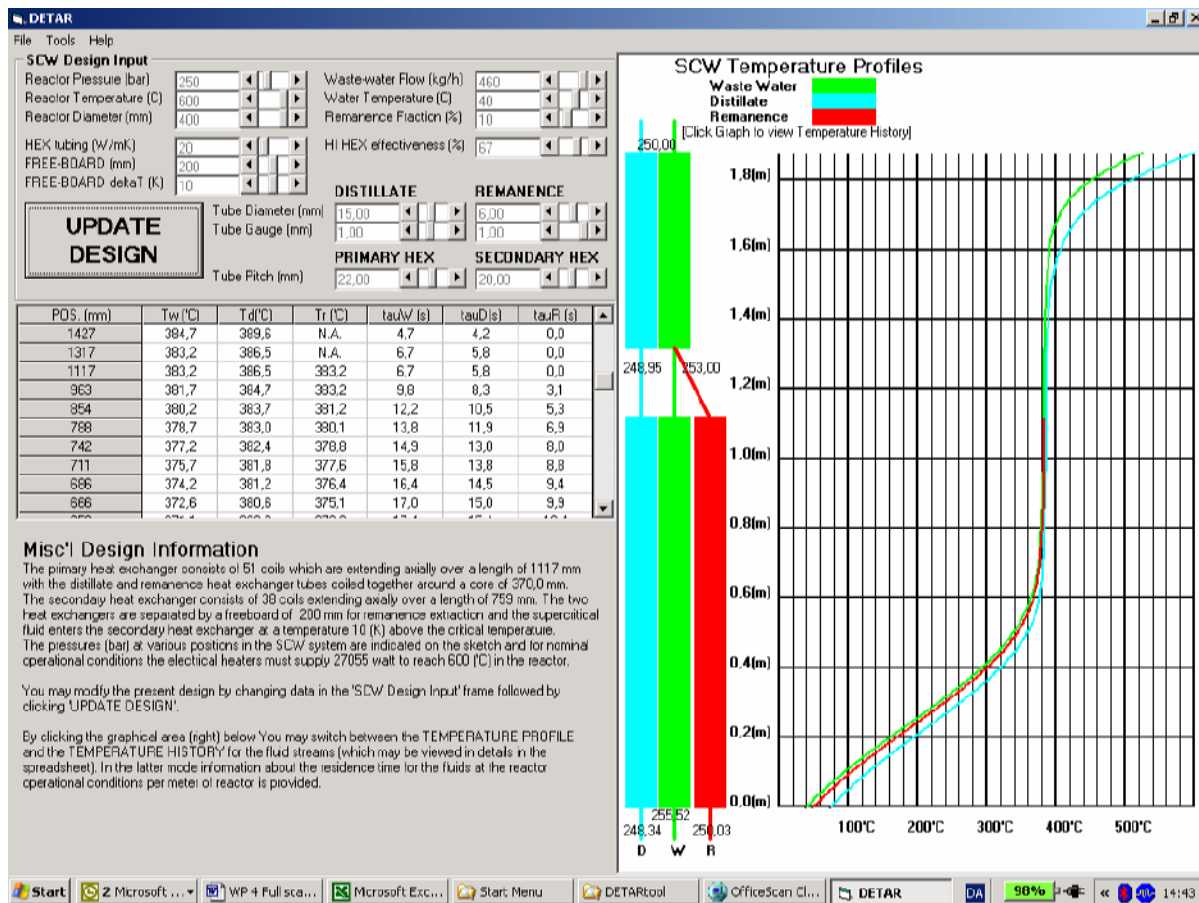 DETAR
File Tools Help
SCW Design Input
Reactor Pressure (bar) 250
Reactor Temperature (C) 600
Reactor Diameter (mm) 400
HEX tubing (W/mK) 20
FREE-BOARD (mm) 200
FREE-BOARD deltaT (K) 10
Waste-water Flow (kg/h) 460
Water Temperature (C) 40
Remanence Fraction (%) 10
HI HEX effectiveness (%) 67
UPDATE
DESIGN
DISTILLATE REMANENCE
Tube Diameter (mm) 15,00 6,00
Tube Gauge (mm) 1,00 1,00
PRIMARY HEX SECONDARY HEX
Tube Pitch (mm) 22,00 20,00
POS. (mm) Tw (°C) Td(°C) Tr (°C) tauW (s) tauD(s) tauR (s)
1427 384,7 389,6 N.A. 4,7 4,2 0,0
1317 383,2 386,5 N.A. 6,7 5,8 0,0
1117 383,2 386,5 383,2 6,7 5,8 0,0
963 381,7 384,7 383,2 9,8 8,3 3,1
854 380,2 383,7 381,2 12,2 10,5 5,3
788 378,7 383,0 380,1 13,8 11,9 6,9
742 377,2 382,4 378,8 14,9 13,0 8,0
711 375,7 381,8 377,6 15,8 13,8 8,8
686 374,2 381,2 376,4 16,4 14,5 9,4
666 372,6 380,6 375,1 17,0 15,0 9,9
Misc'l Design Information
The primary heat exchanger consists of 51 coils which are extending axially over a length of 1117 mm
with the distillate and remanence heat exchanger tubes coiled together around a core of 370,0 mm.
The secondary heat exchanger consists of 38 coils extending axially over a length of 759 mm. The two
heat exchangers are separated by a freeboard of 200 mm for remanence extraction and the supercritical
fluid enters the secondary heat exchanger at a temperature 10 (K) above the critical temperature.
The pressures (bar) at various positions in the SCW system are indicated on the sketch and for nominal
operational conditions the electrical heaters must supply 27055 watt to reach 600 (°C) in the reactor.
You may modify the present design by changing data in the 'SCW Design Input' frame followed by
clicking 'UPDATE DESIGN'.
By clicking the graphical area (right) below You may switch between the TEMPERATURE PROFILE
and the TEMPERATURE HISTORY for the fluid streams (which may be viewed in details in the
spreadsheet). In the latter mode information about the residence time for the fluids at the reactor
operational conditions per meter of reactor is provided.
SCW Temperature Profiles
Waste Water
Distillate
Remanence
[Click Graph to view Temperature History]
250,00
1.8(m)
1.6(m)
1.4(m)
248,95 253,00
1.2(m)
1.0(m)
0.8(m)
0.6(m)
0.4(m)
0.2(m)
0.0(m)
255,52
248,34 250,03
D W R
100°C 200°C 300°C 400°C 500°C
Start 2 Microsoft ... WP 4 Full sca... Microsoft Exc... Start Menu DETARtool OfficeScan Cl... DETAR DA 98% « 14:43